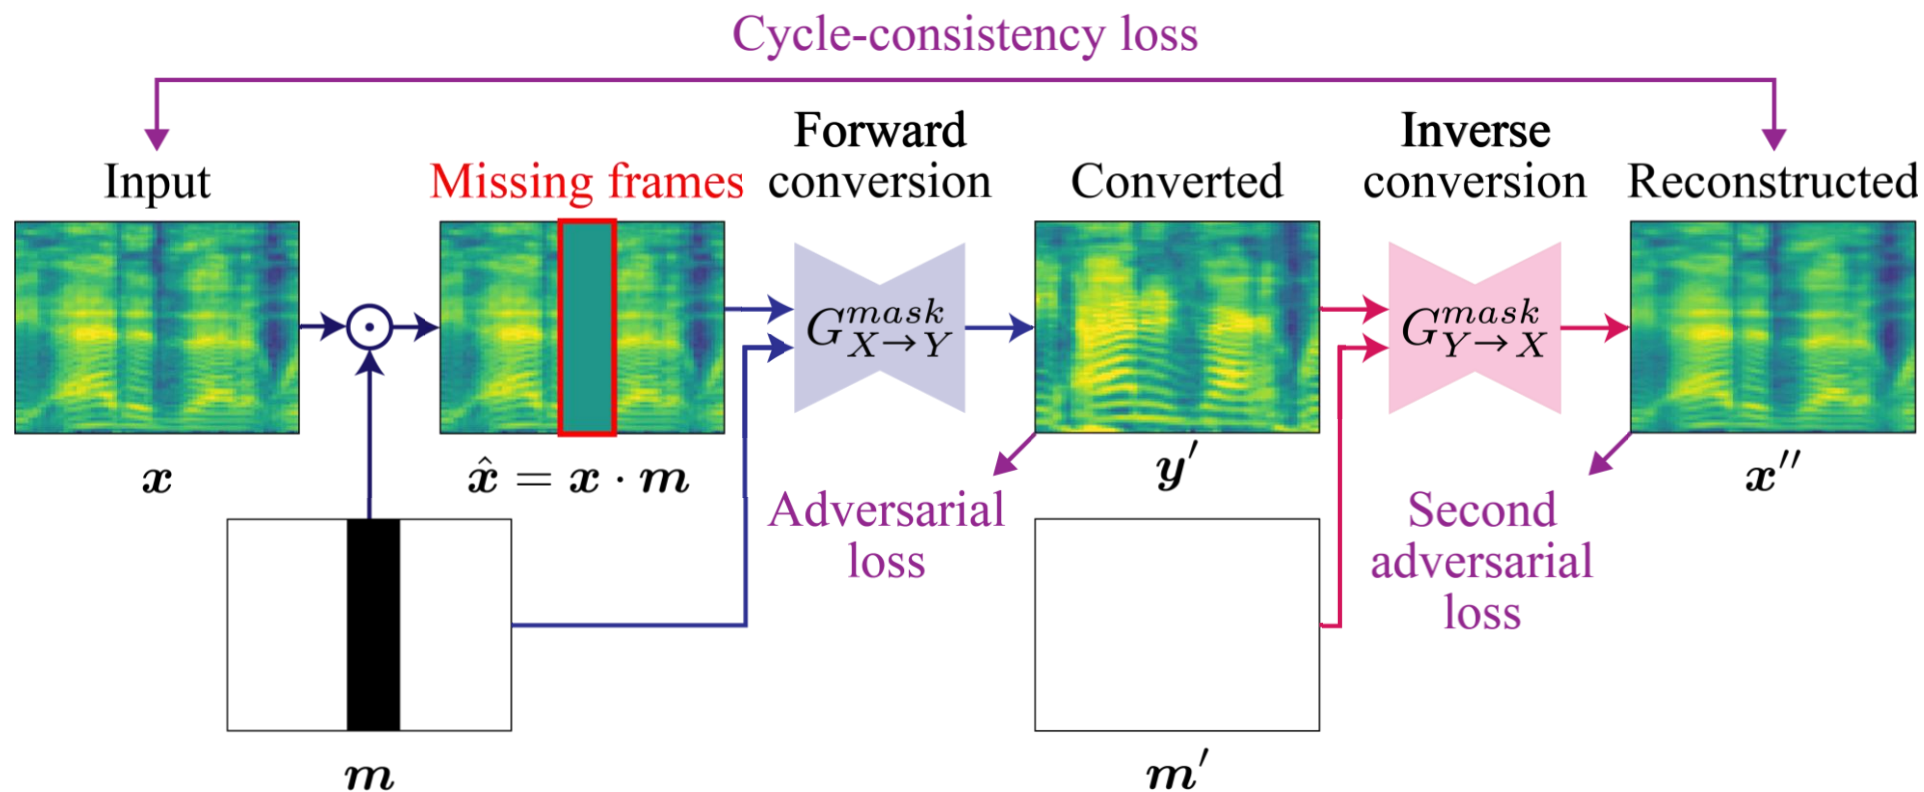 Cycle-consistency loss
Input
Missing frames
Forward
conversion
Converted
Inverse
conversion
Reconstructed
G^{mask}_{X→Y}
G^{mask}_{Y→X}
x
x̂ = x · m
y′
x′′
Adversarial
loss
Second
adversarial
loss
m
m′